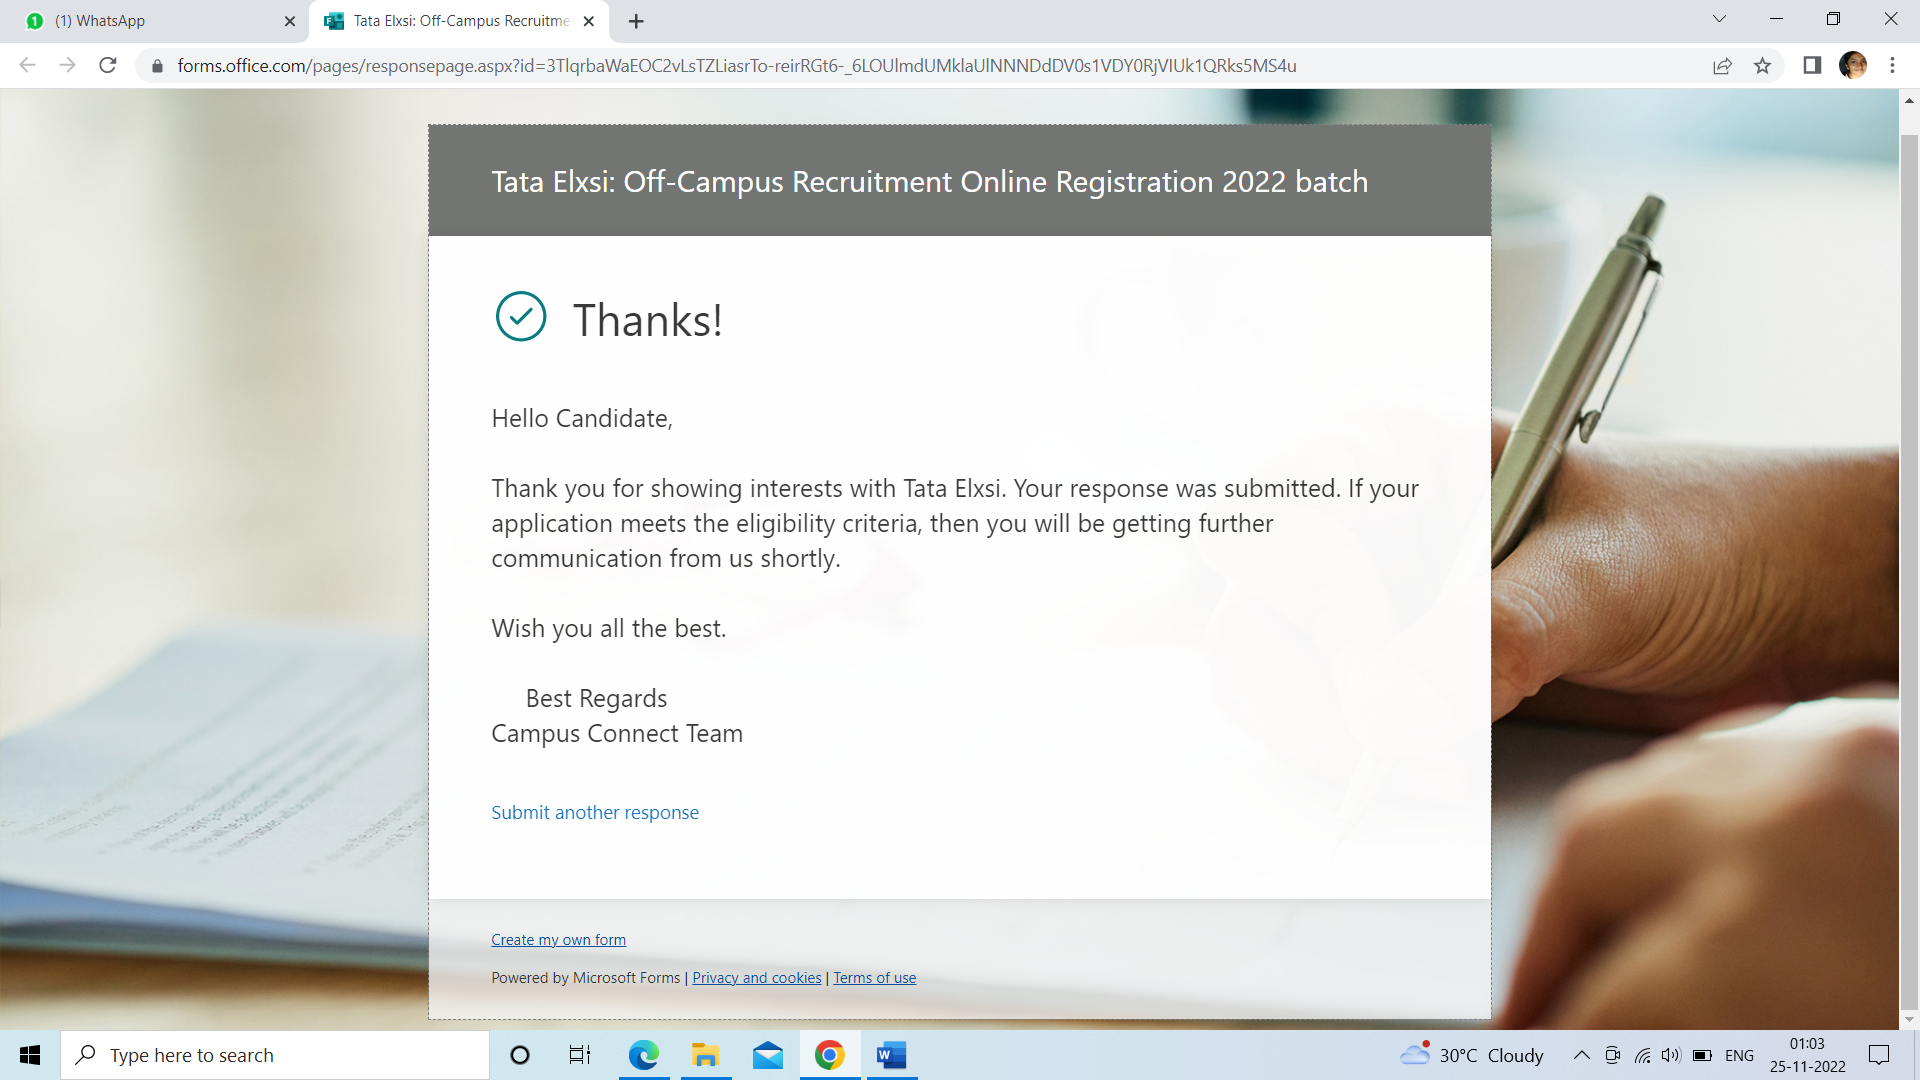 (1) WhatsApp
Tata Elxsi: Off-Campus Recruitme
forms.office.com/pages/responsepage.aspx?id=3TlqrbaWaEOC2vLsTZLiasrTo-reirRGt6-_6LOUlmdUMklaUlNNNDdDV0s1VDY0RjVIUk1QRks5MS4u
Tata Elxsi: Off-Campus Recruitment Online Registration 2022 batch
Thanks!
Hello Candidate,
Thank you for showing interests with Tata Elxsi. Your response was submitted. If your
application meets the eligibility criteria, then you will be getting further
communication from us shortly.
Wish you all the best.
Best Regards
Campus Connect Team
Submit another response
Create my own form
Powered by Microsoft Forms | Privacy and cookies | Terms of use
Type here to search
30°C Cloudy
ENG
01:03
25-11-2022